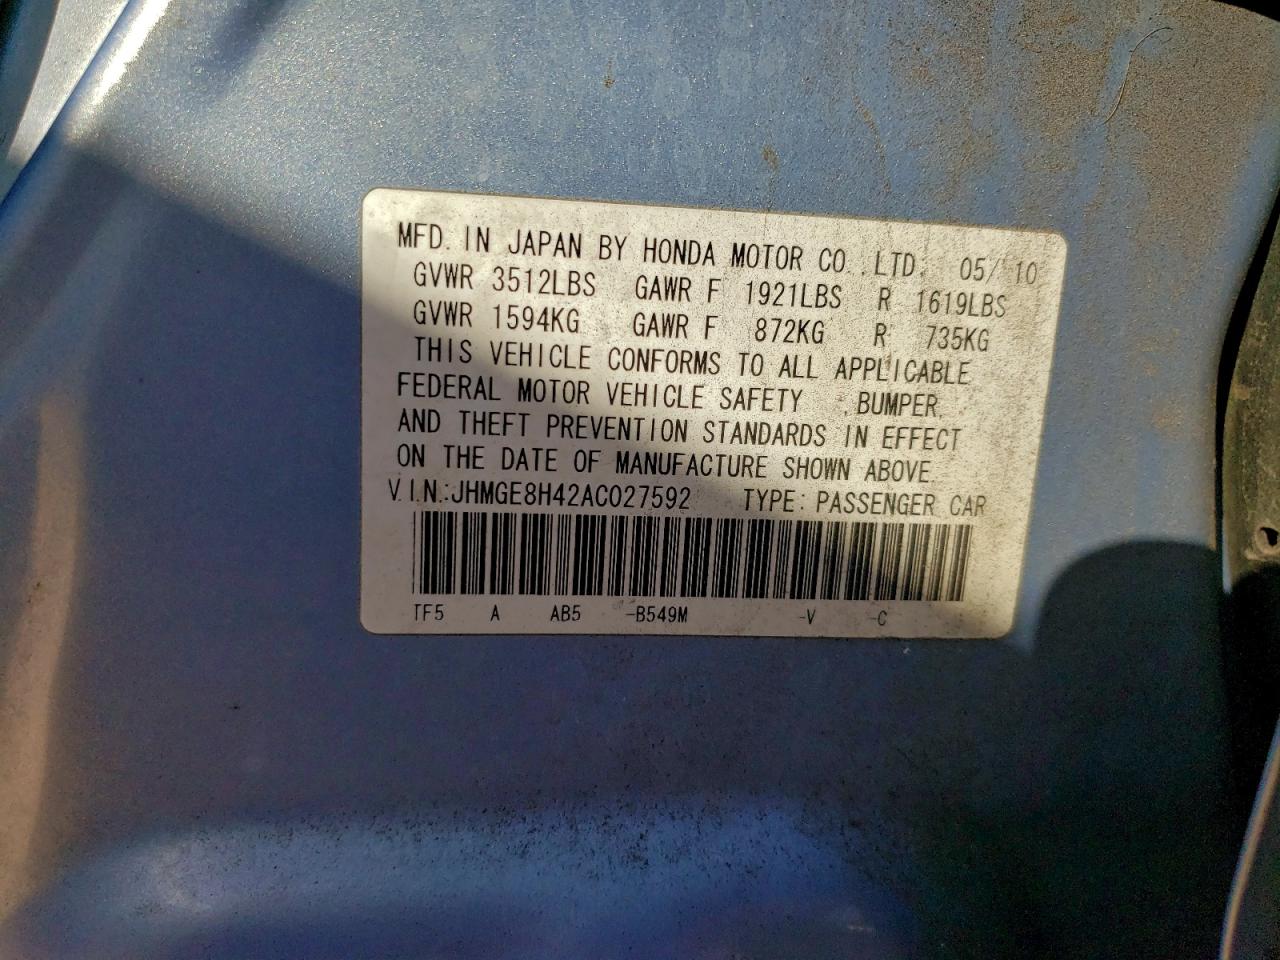 MFD. IN JAPAN BY HONDA MOTOR CO., LTD. 05/10
GVWR 3512LBS GAWR F 1921LBS R 1619LBS
GVWR 1594KG GAWR F 872KG R 735KG
THIS VEHICLE CONFORMS TO ALL APPLICABLE
FEDERAL MOTOR VEHICLE SAFETY , BUMPER,
AND THEFT PREVENTION STANDARDS IN EFFECT
ON THE DATE OF MANUFACTURE SHOWN ABOVE.
V.I.N.:JHMGE8H42AC027592 TYPE: PASSENGER CAR
TF5 A AB5 -B549M -V -C